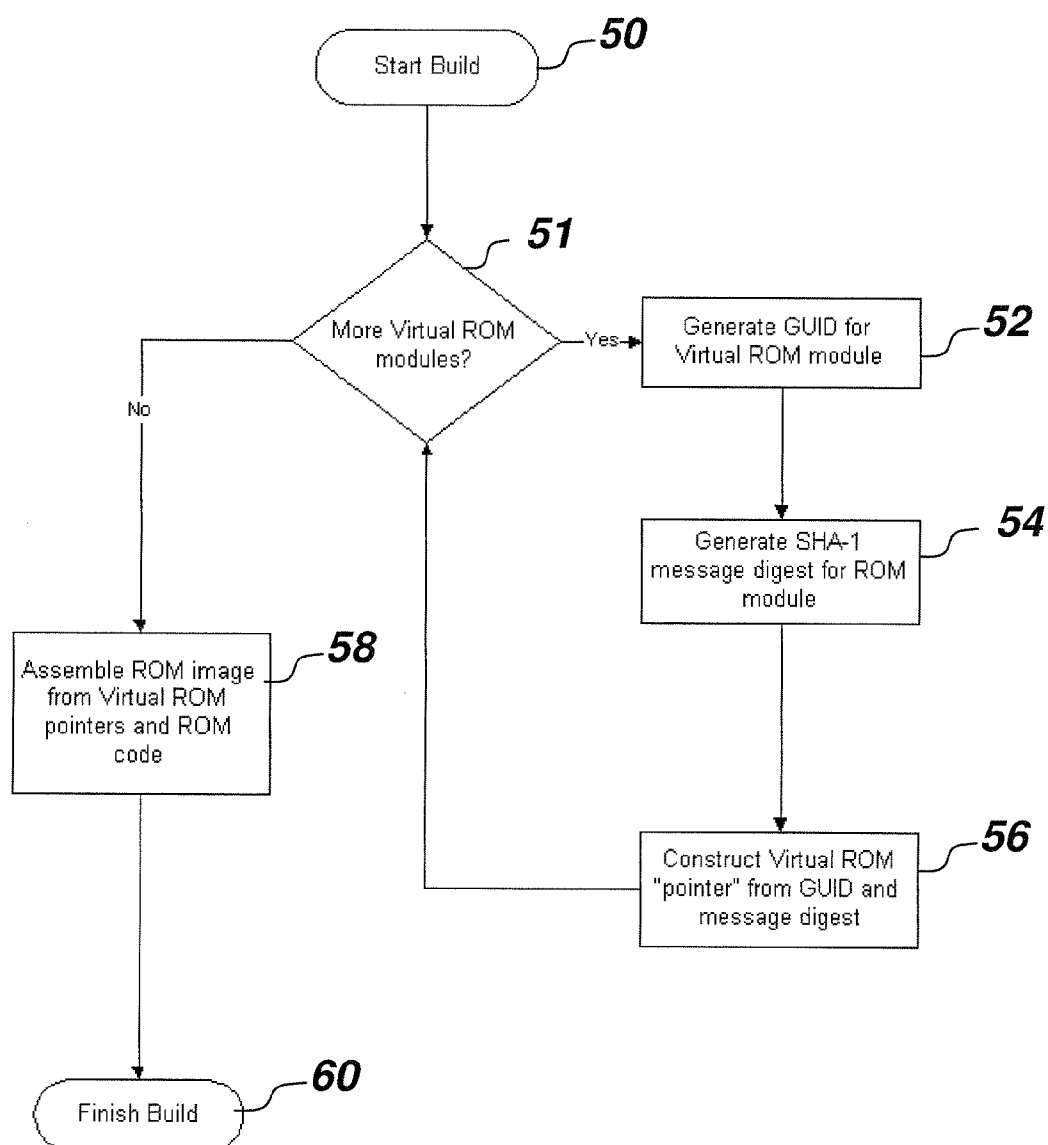 50
Start Build
51
More Virtual ROM
modules?
Yes
52
Generate GUID for
Virtual ROM module
No
54
Generate SHA-1
message digest for ROM
module
58
Assemble ROM image
from Virtual ROM
pointers and ROM
code
56
Construct Virtual ROM
"pointer" from GUID and
message digest
60
Finish Build